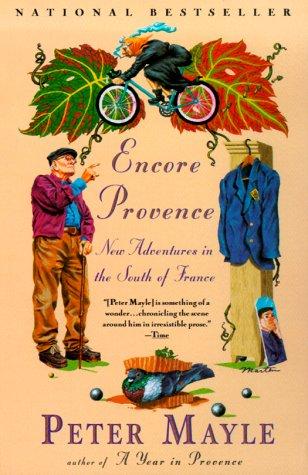 NATIONAL BESTSELLER
Encore
Provence
New Adventures in
the South of France
"[Peter Mayle] is something of a
wonder...chronicling the scene
around him in irresistible prose."
—Time
Martin
PETER MAYLE
author of A Year in Provence